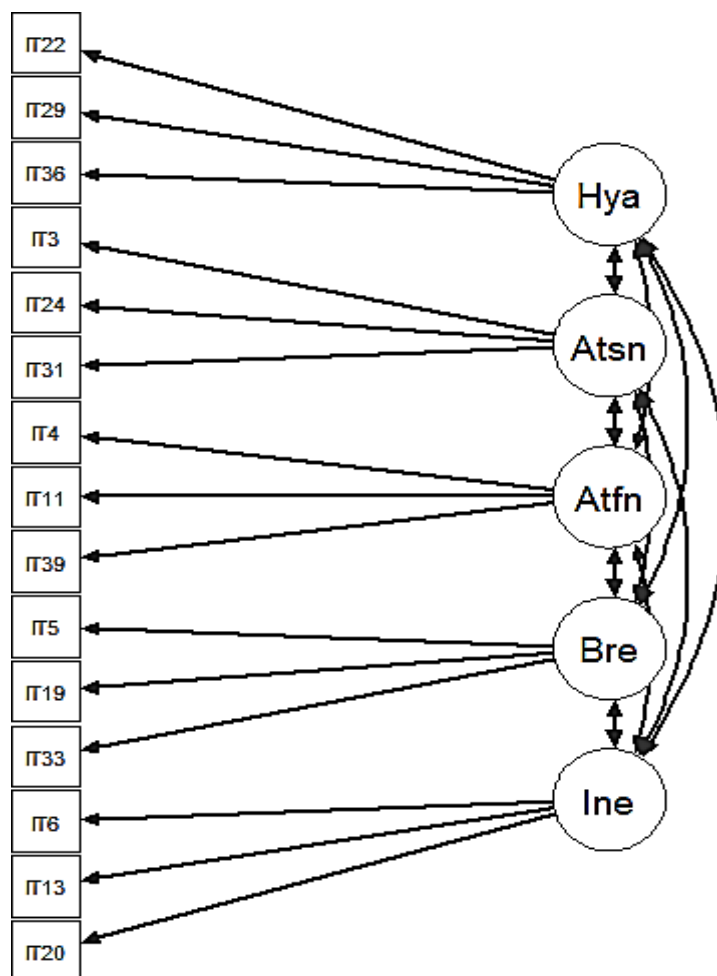 IT22
IT29
IT36
IT3
IT24
IT31
IT4
IT11
IT39
IT5
IT19
IT33
IT6
IT13
IT20
Hya
Atsn
Atfn
Bre
Ine